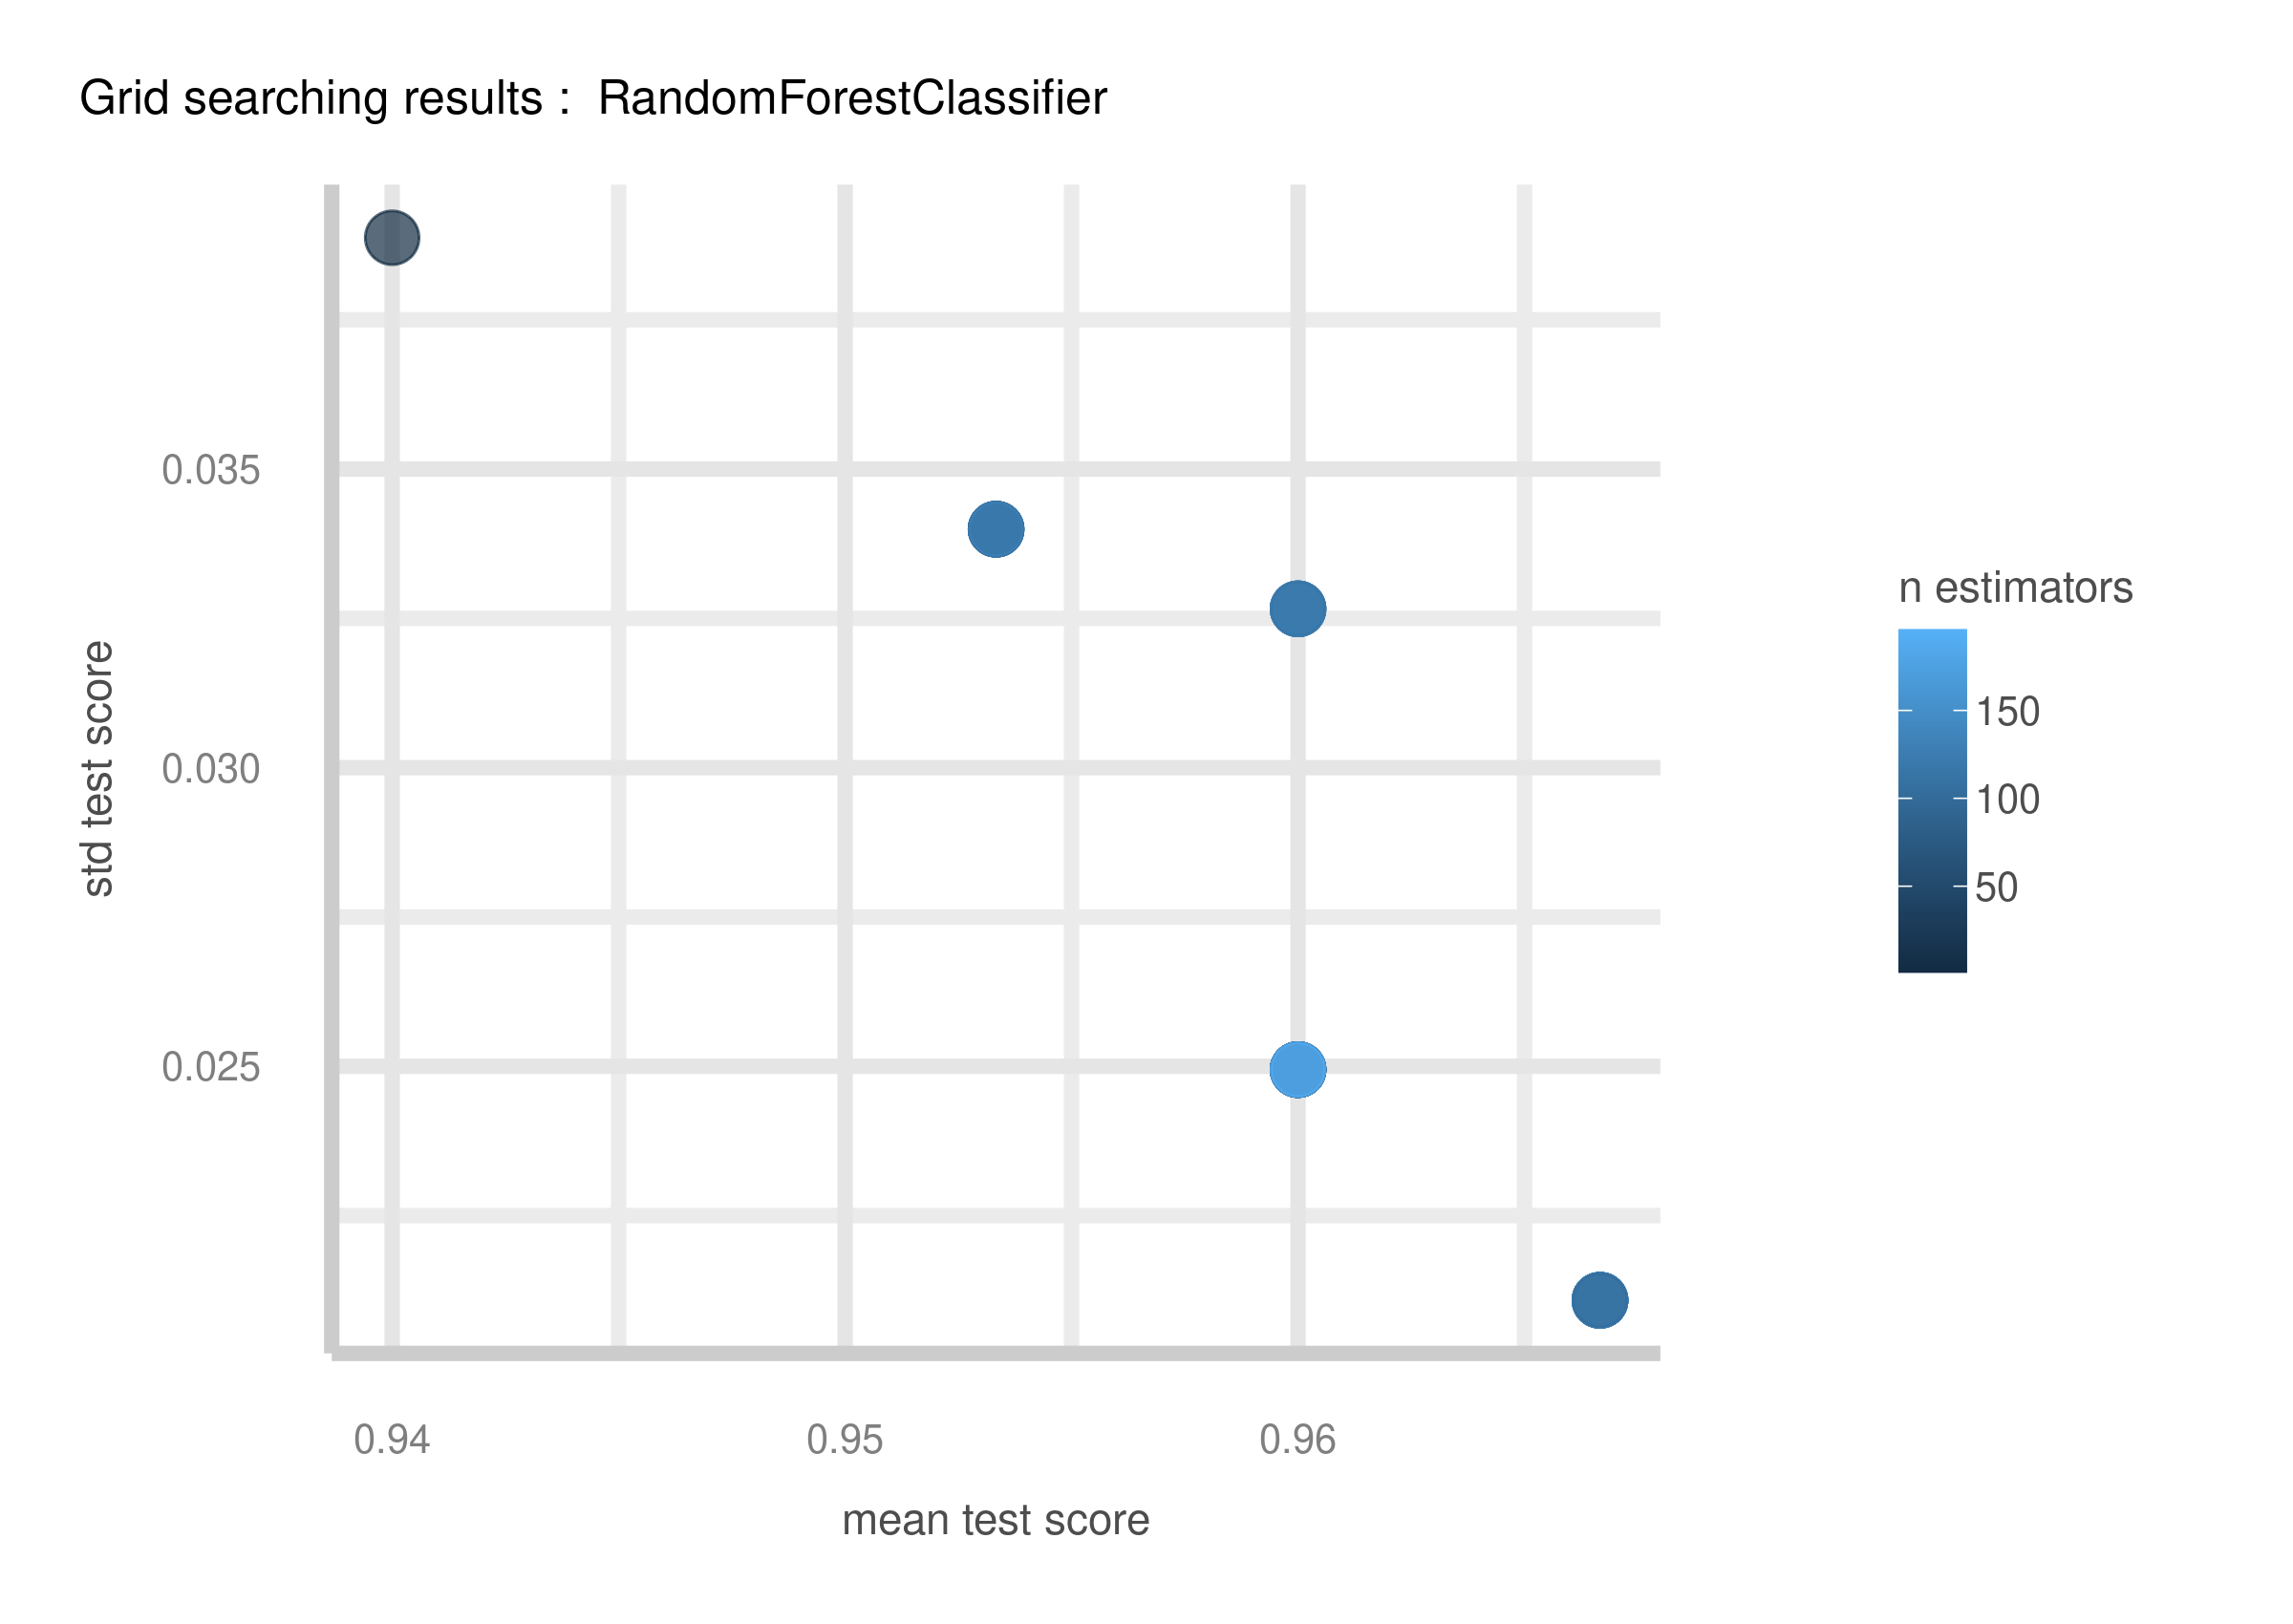 Grid searching results :  RandomForestClassifier
0.035
0.030
0.025
std test score
0.94
0.95
0.96
mean test score
n estimators
150
100
50